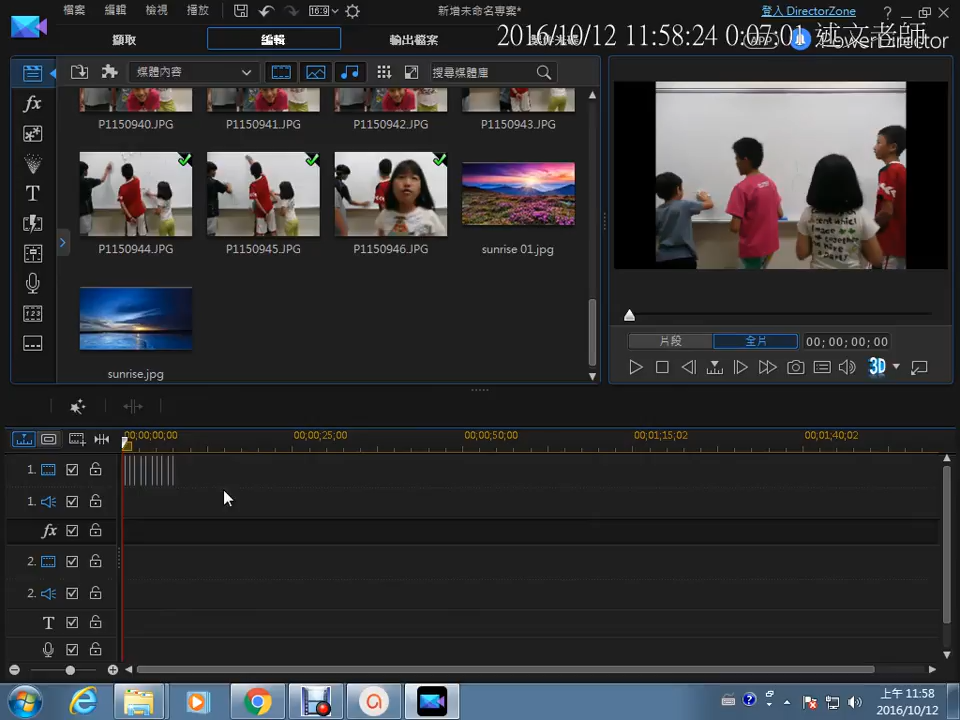 檔案 編輯 檢視 播放 16:9 新增未命名專案* 登入 DirectorZone ?
擷取 編輯 輸出檔案
2016/10/12 11:58:24 0:07:01 述文老師
PowerDirector
媒體內容 搜尋媒體庫
P1150940.JPG P1150941.JPG P1150942.JPG P1150943.JPG
P1150944.JPG P1150945.JPG P1150946.JPG sunrise 01.jpg
sunrise.jpg
片段 全片 00;00;00;00
3D
fx
T
123
00;00;00;00 00;00;25;00 00;00;50;00 00;01;15;02 00;01;40;02
1.
1.
fx
2.
2.
T
上午 11:58
2016/10/12